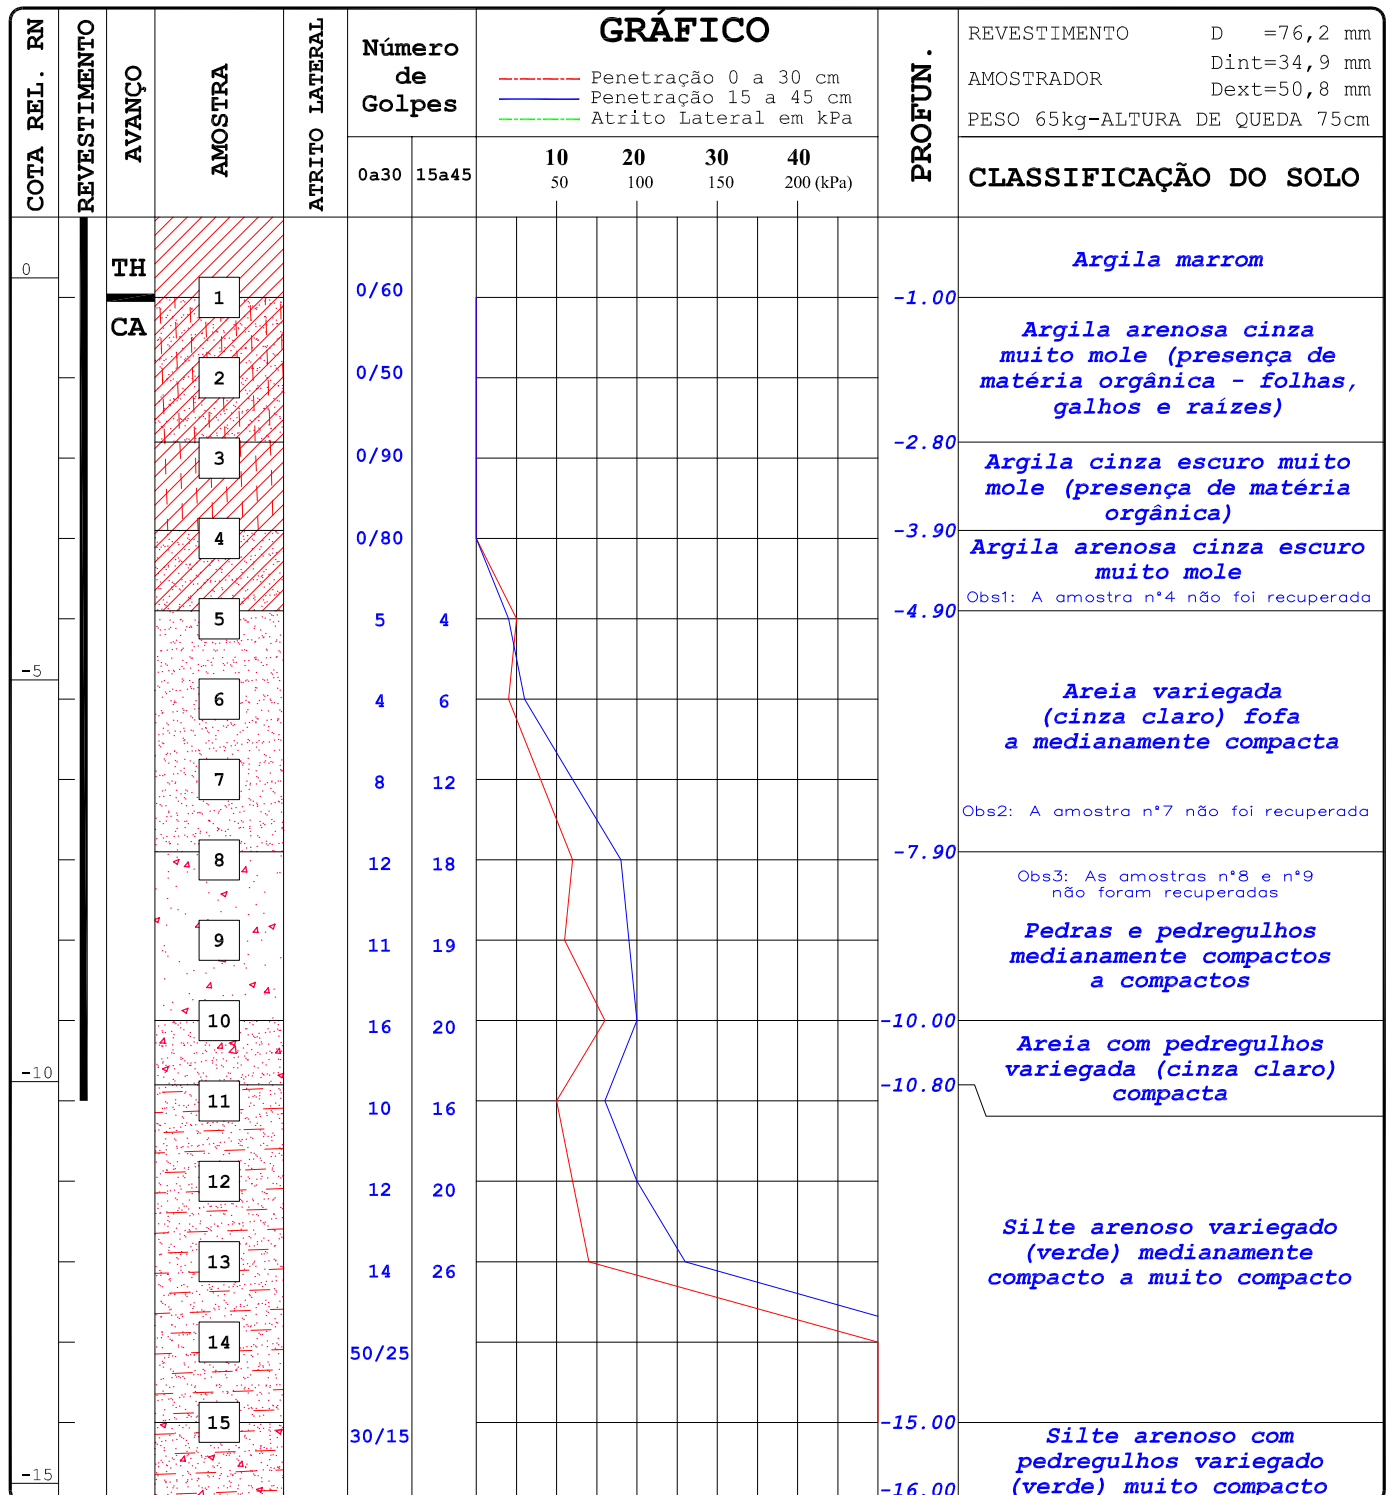 COTA REL. RN
REVESTIMENTO
AVANÇO
AMOSTRA
ATRITO LATERAL
Número
de
Golpes
0a30
15a45
GRÁFICO
Penetração 0 a 30 cm
Penetração 15 a 45 cm
Atrito Lateral em kPa
10 20 30 40
50 100 150 200 (kPa)
PROFUN.
REVESTIMENTO D =76,2 mm
Dint=34,9 mm
AMOSTRADOR
Dext=50,8 mm
PESO 65kg-ALTURA DE QUEDA 75cm
CLASSIFICAÇÃO DO SOLO
Argila marrom
0
TH
1
0/60
-1.00
CA
Argila arenosa cinza
muito mole (presença de
matéria orgânica - folhas,
galhos e raízes)
2
0/50
-2.80
3
0/90
Argila cinza escuro muito
mole (presença de matéria
orgânica)
-3.90
4
0/80
Argila arenosa cinza escuro
muito mole
Obs1: A amostra n°4 não foi recuperada
-4.90
5
5 4
-5
6
4 6
Areia variegada
(cinza claro) fofa
a medianamente compacta
7
8 12
Obs2: A amostra n°7 não foi recuperada
-7.90
8
12 18
Obs3: As amostras n°8 e n°9
não foram recuperadas
9
11 19
Pedras e pedregulhos
medianamente compactos
a compactos
10
16 20
-10.00
Areia com pedregulhos
variegada (cinza claro)
compacta
-10
-10.80
11
10 16
12
12 20
Silte arenoso variegado
(verde) medianamente
compacto a muito compacto
13
14 26
14
50/25
15
30/15
-15.00
Silte arenoso com
pedregulhos variegado
(verde) muito compacto
-15
-16.00